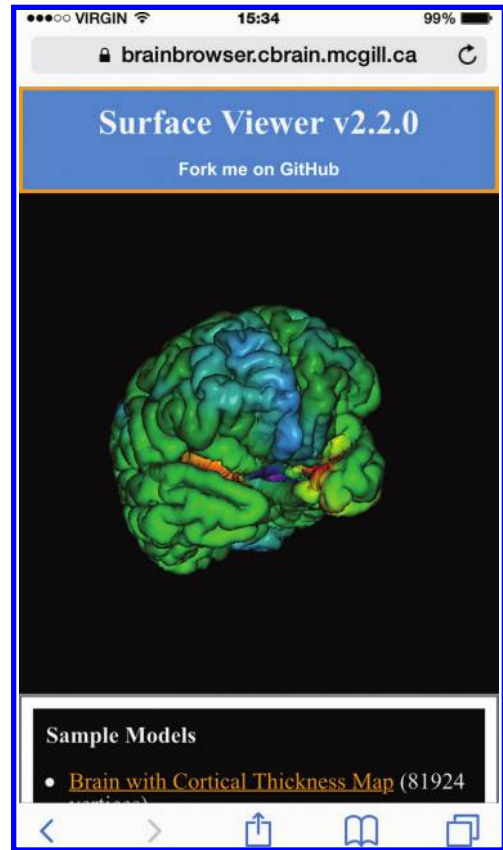 VIRGIN 15:34 99%
brainbrowser.cbrain.mcgill.ca
Surface Viewer v2.2.0
Fork me on GitHub
Sample Models
Brain with Cortical Thickness Map (81924
vertices)